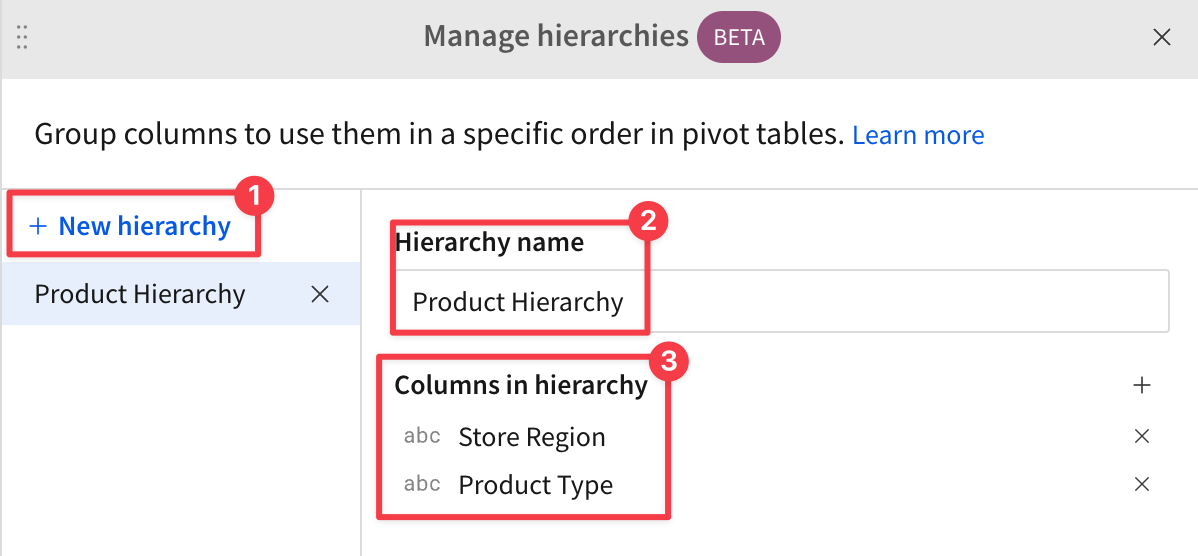 Manage hierarchies BETA
Group columns to use them in a specific order in pivot tables. Learn more
1
+ New hierarchy
Product Hierarchy
2
Hierarchy name
Product Hierarchy
3
Columns in hierarchy
abc Store Region
abc Product Type